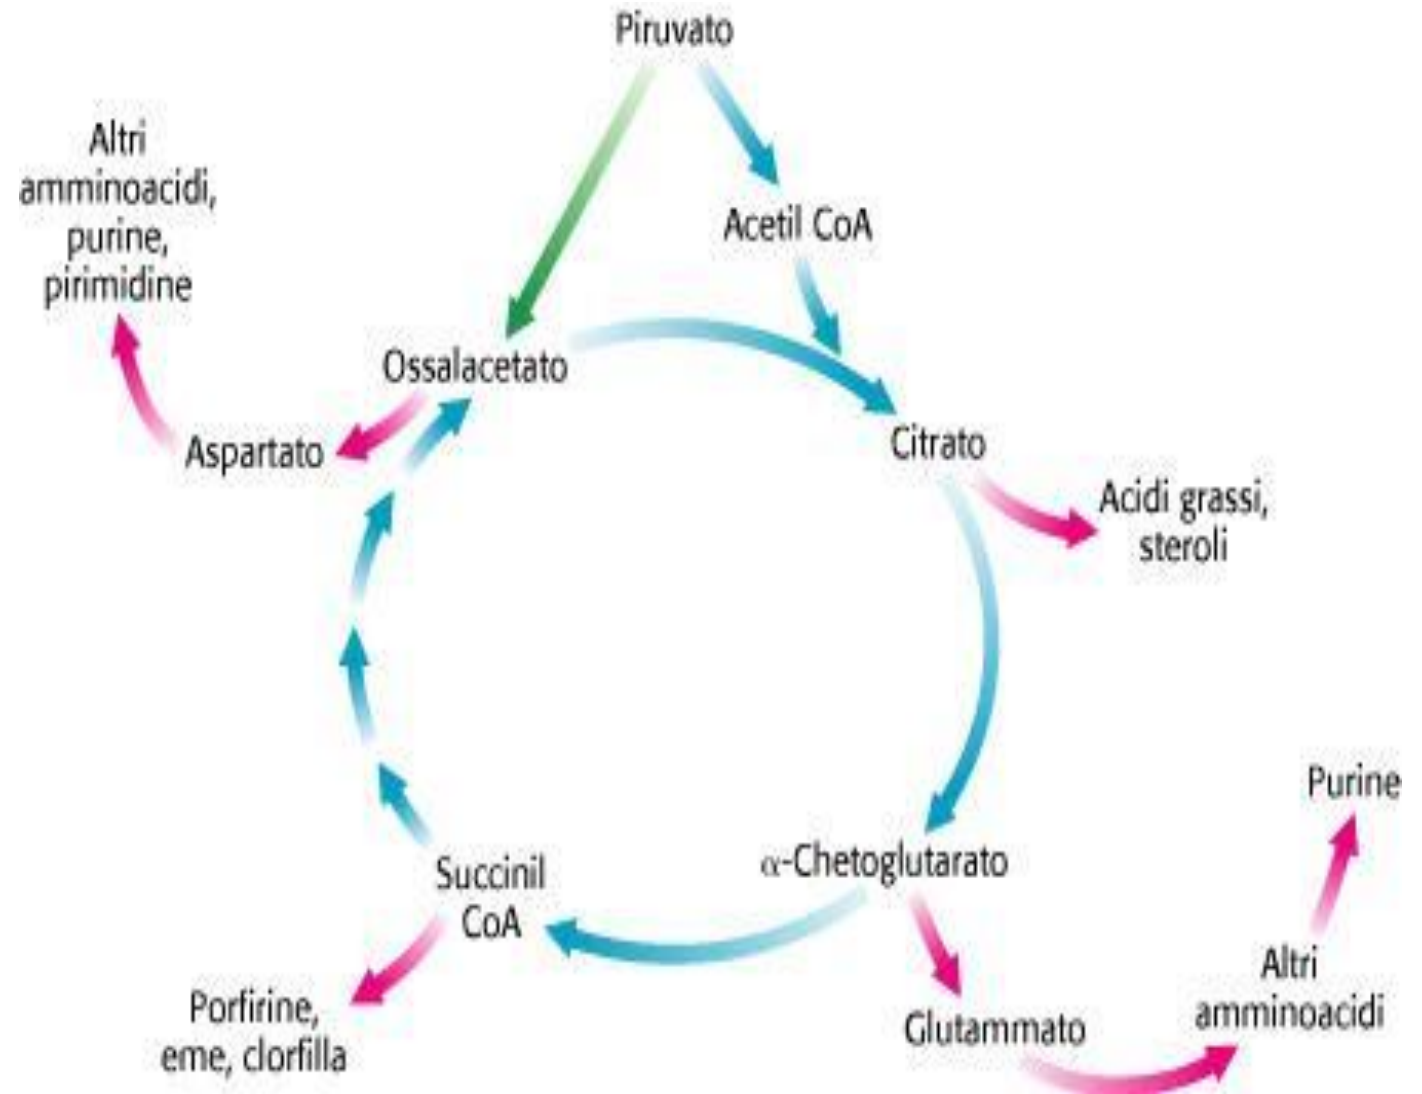 Piruvato
Altri
amminoacidi,
purine,
pirimidine
Acetil CoA
Ossalacetato
Aspartato
Citrato
Acidi grassi,
steroli
Purine
α-Chetoglutarato
Succinil
CoA
Altri
amminoacidi
Porfirine,
eme, clorfilla
Glutammato